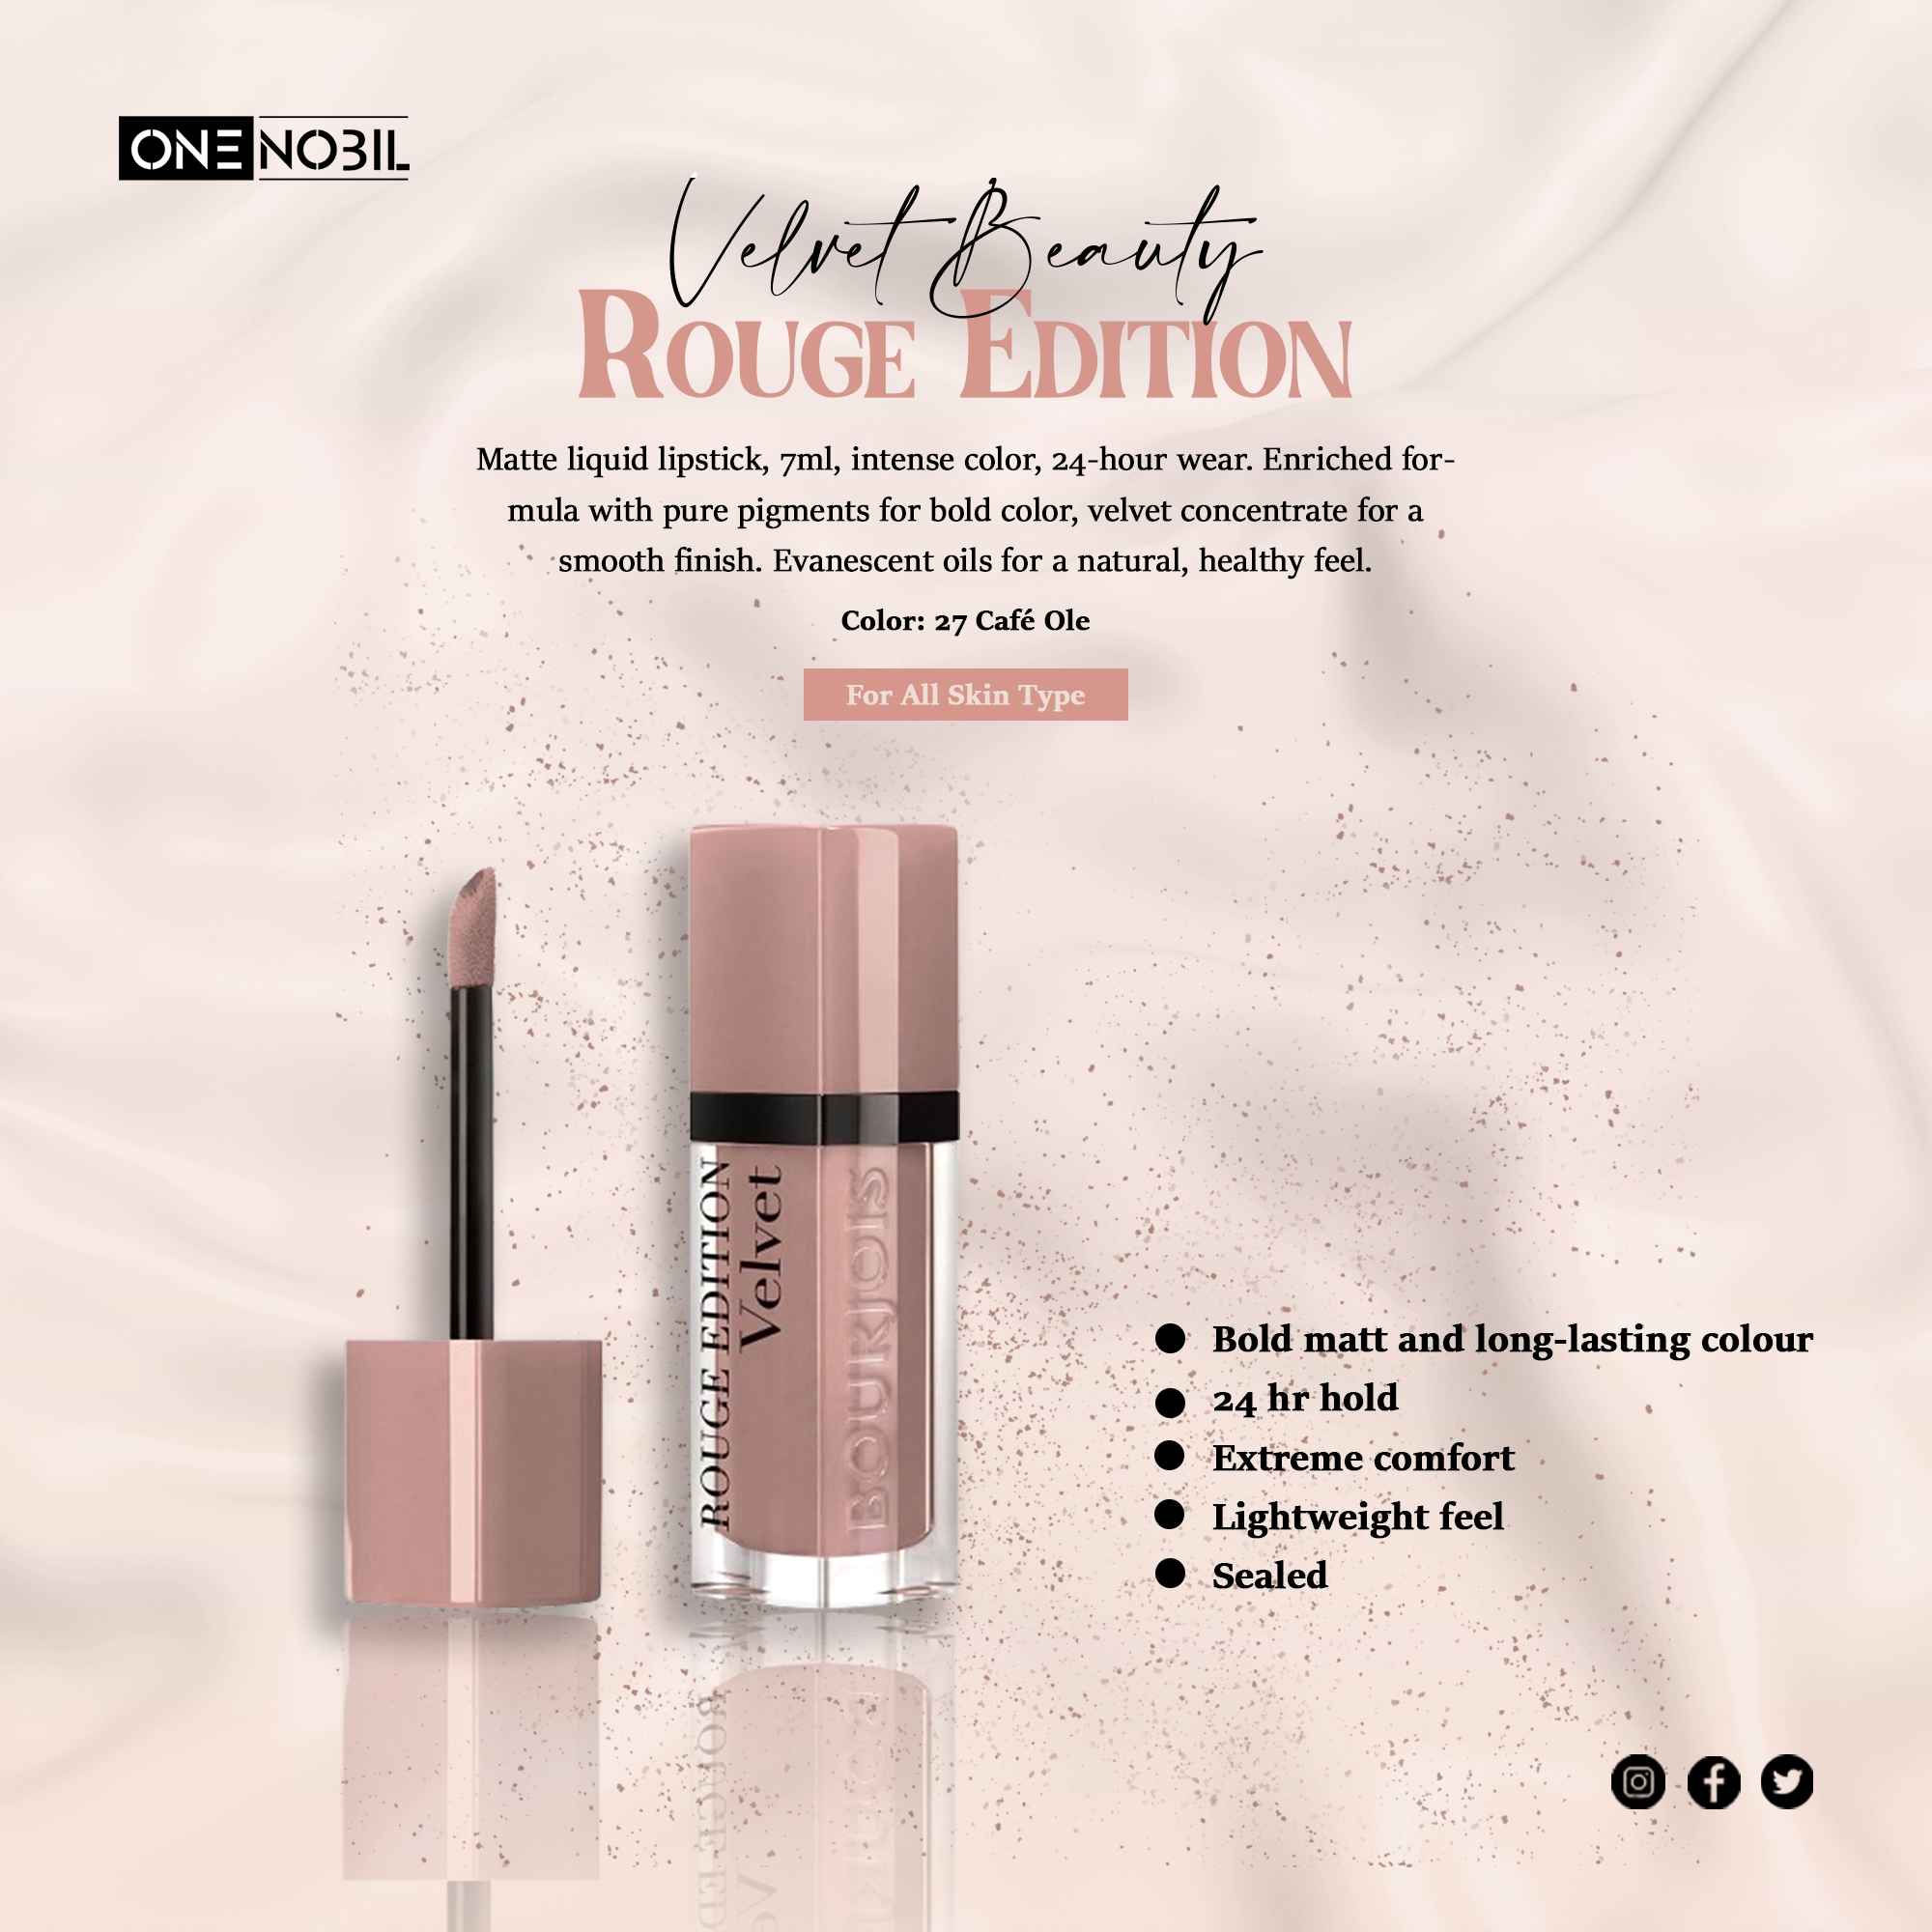 ONE NOBIL
Velvet Beauty
ROUGE EDITION
Matte liquid lipstick, 7ml, intense color, 24-hour wear. Enriched for-
mula with pure pigments for bold color, velvet concentrate for a
smooth finish. Evanescent oils for a natural, healthy feel.
Color: 27 Café Ole
For All Skin Type
ROUGE EDITION
Velvet
BOURJOIS
● Bold matt and long-lasting colour
● 24 hr hold
● Extreme comfort
● Lightweight feel
● Sealed